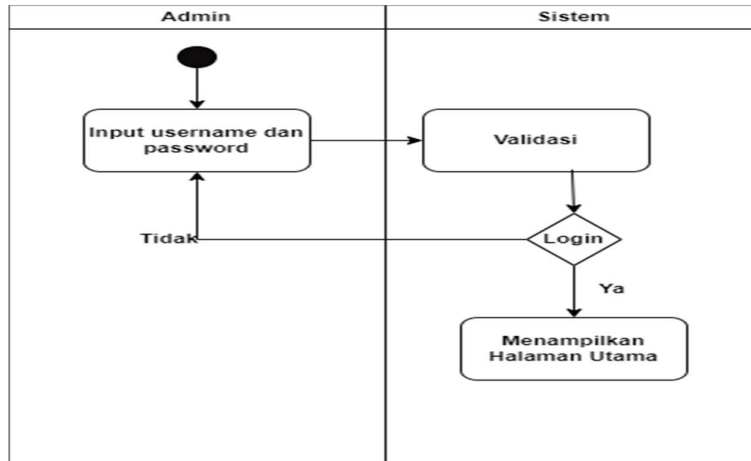 Admin
Sistem
Input username dan
password
Validasi
Tidak
Login
Ya
Menampilkan
Halaman Utama